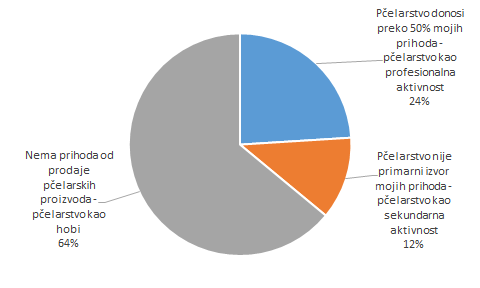 Pčelarstvo donosi
preko 50% mojih
prihoda-
pčelarstvo kao
profesionalna
aktivnost
24%
Pčelarstvo nije
primarni izvor
mojih prihoda-
pčelarstvo kao
sekundarna
aktivnost
12%
Nema prihoda od
prodaje
pčelarskih
proizvoda-
pčelarstvo kao
hobi
64%